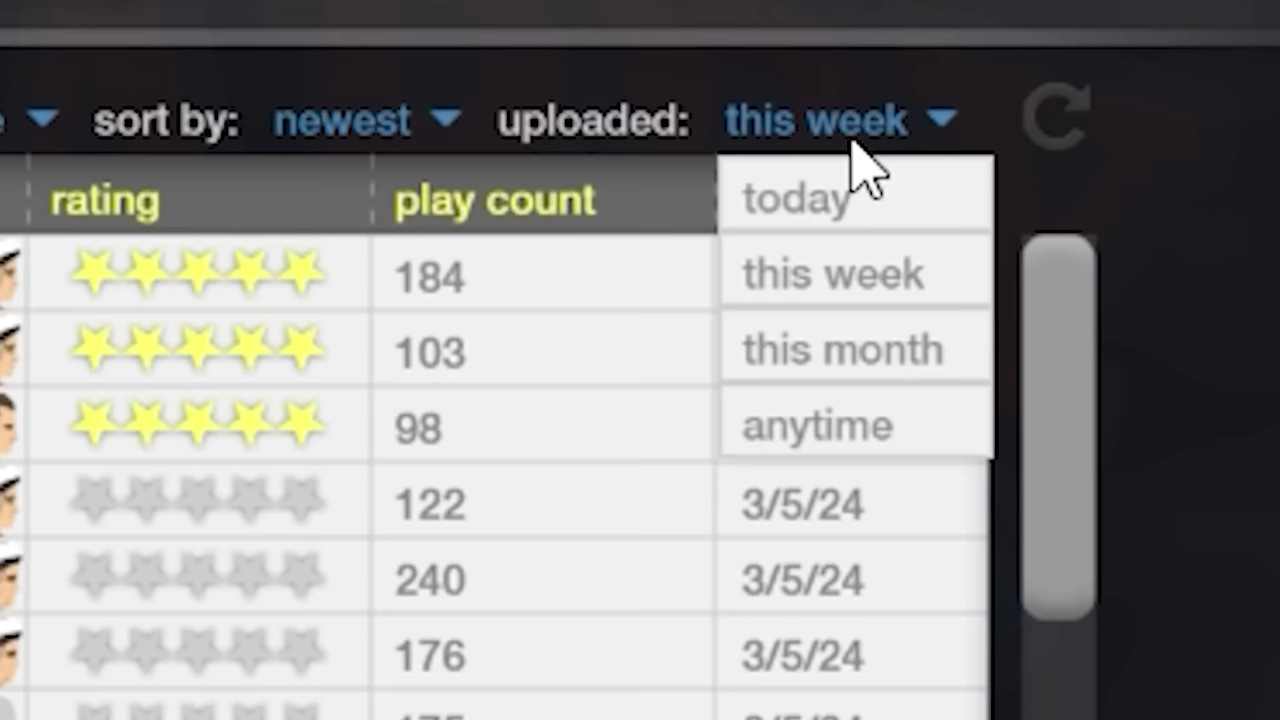 sort by: newest uploaded: this week
rating play count today
184 this week
103 this month
98 anytime
122 3/5/24
240 3/5/24
176 3/5/24